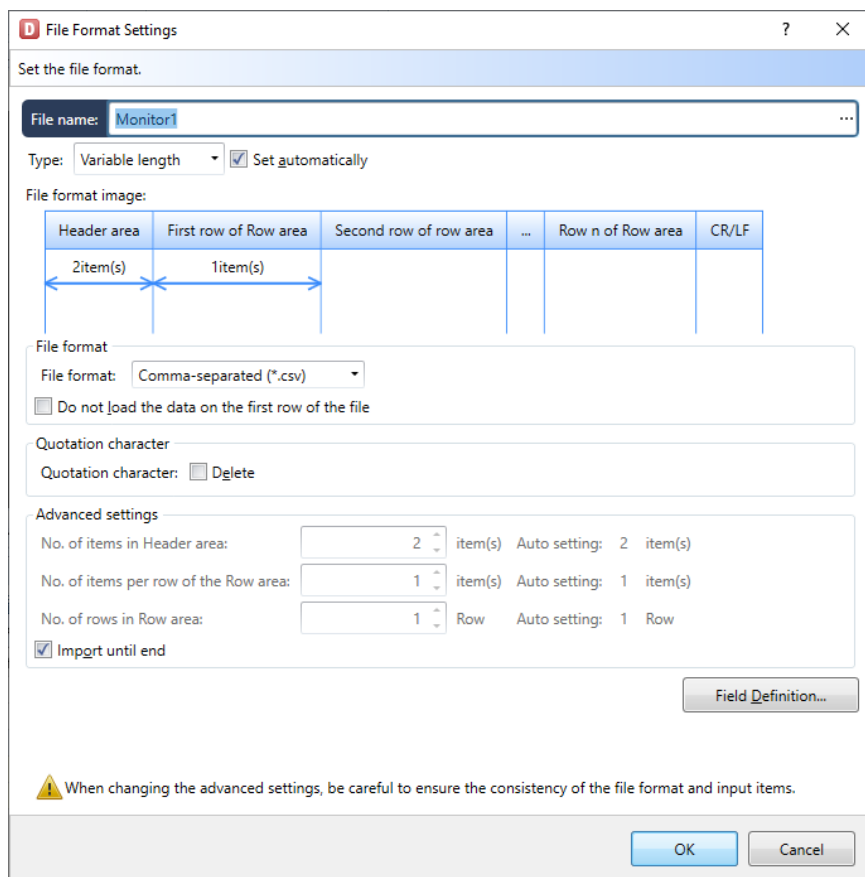 D File Format Settings ?
Set the file format.
File name: Monitor1 ...
Type: Variable length Set automatically
File format image:
Header area First row of Row area Second row of row area ... Row n of Row area CR/LF
2item(s) 1item(s)
File format
File format: Comma-separated (*.csv)
Do not load the data on the first row of the file
Quotation character
Quotation character: Delete
Advanced settings
No. of items in Header area: 2 item(s) Auto setting: 2 item(s)
No. of items per row of the Row area: 1 item(s) Auto setting: 1 item(s)
No. of rows in Row area: 1 Row Auto setting: 1 Row
Import until end
Field Definition...
When changing the advanced settings, be careful to ensure the consistency of the file format and input items.
OK Cancel